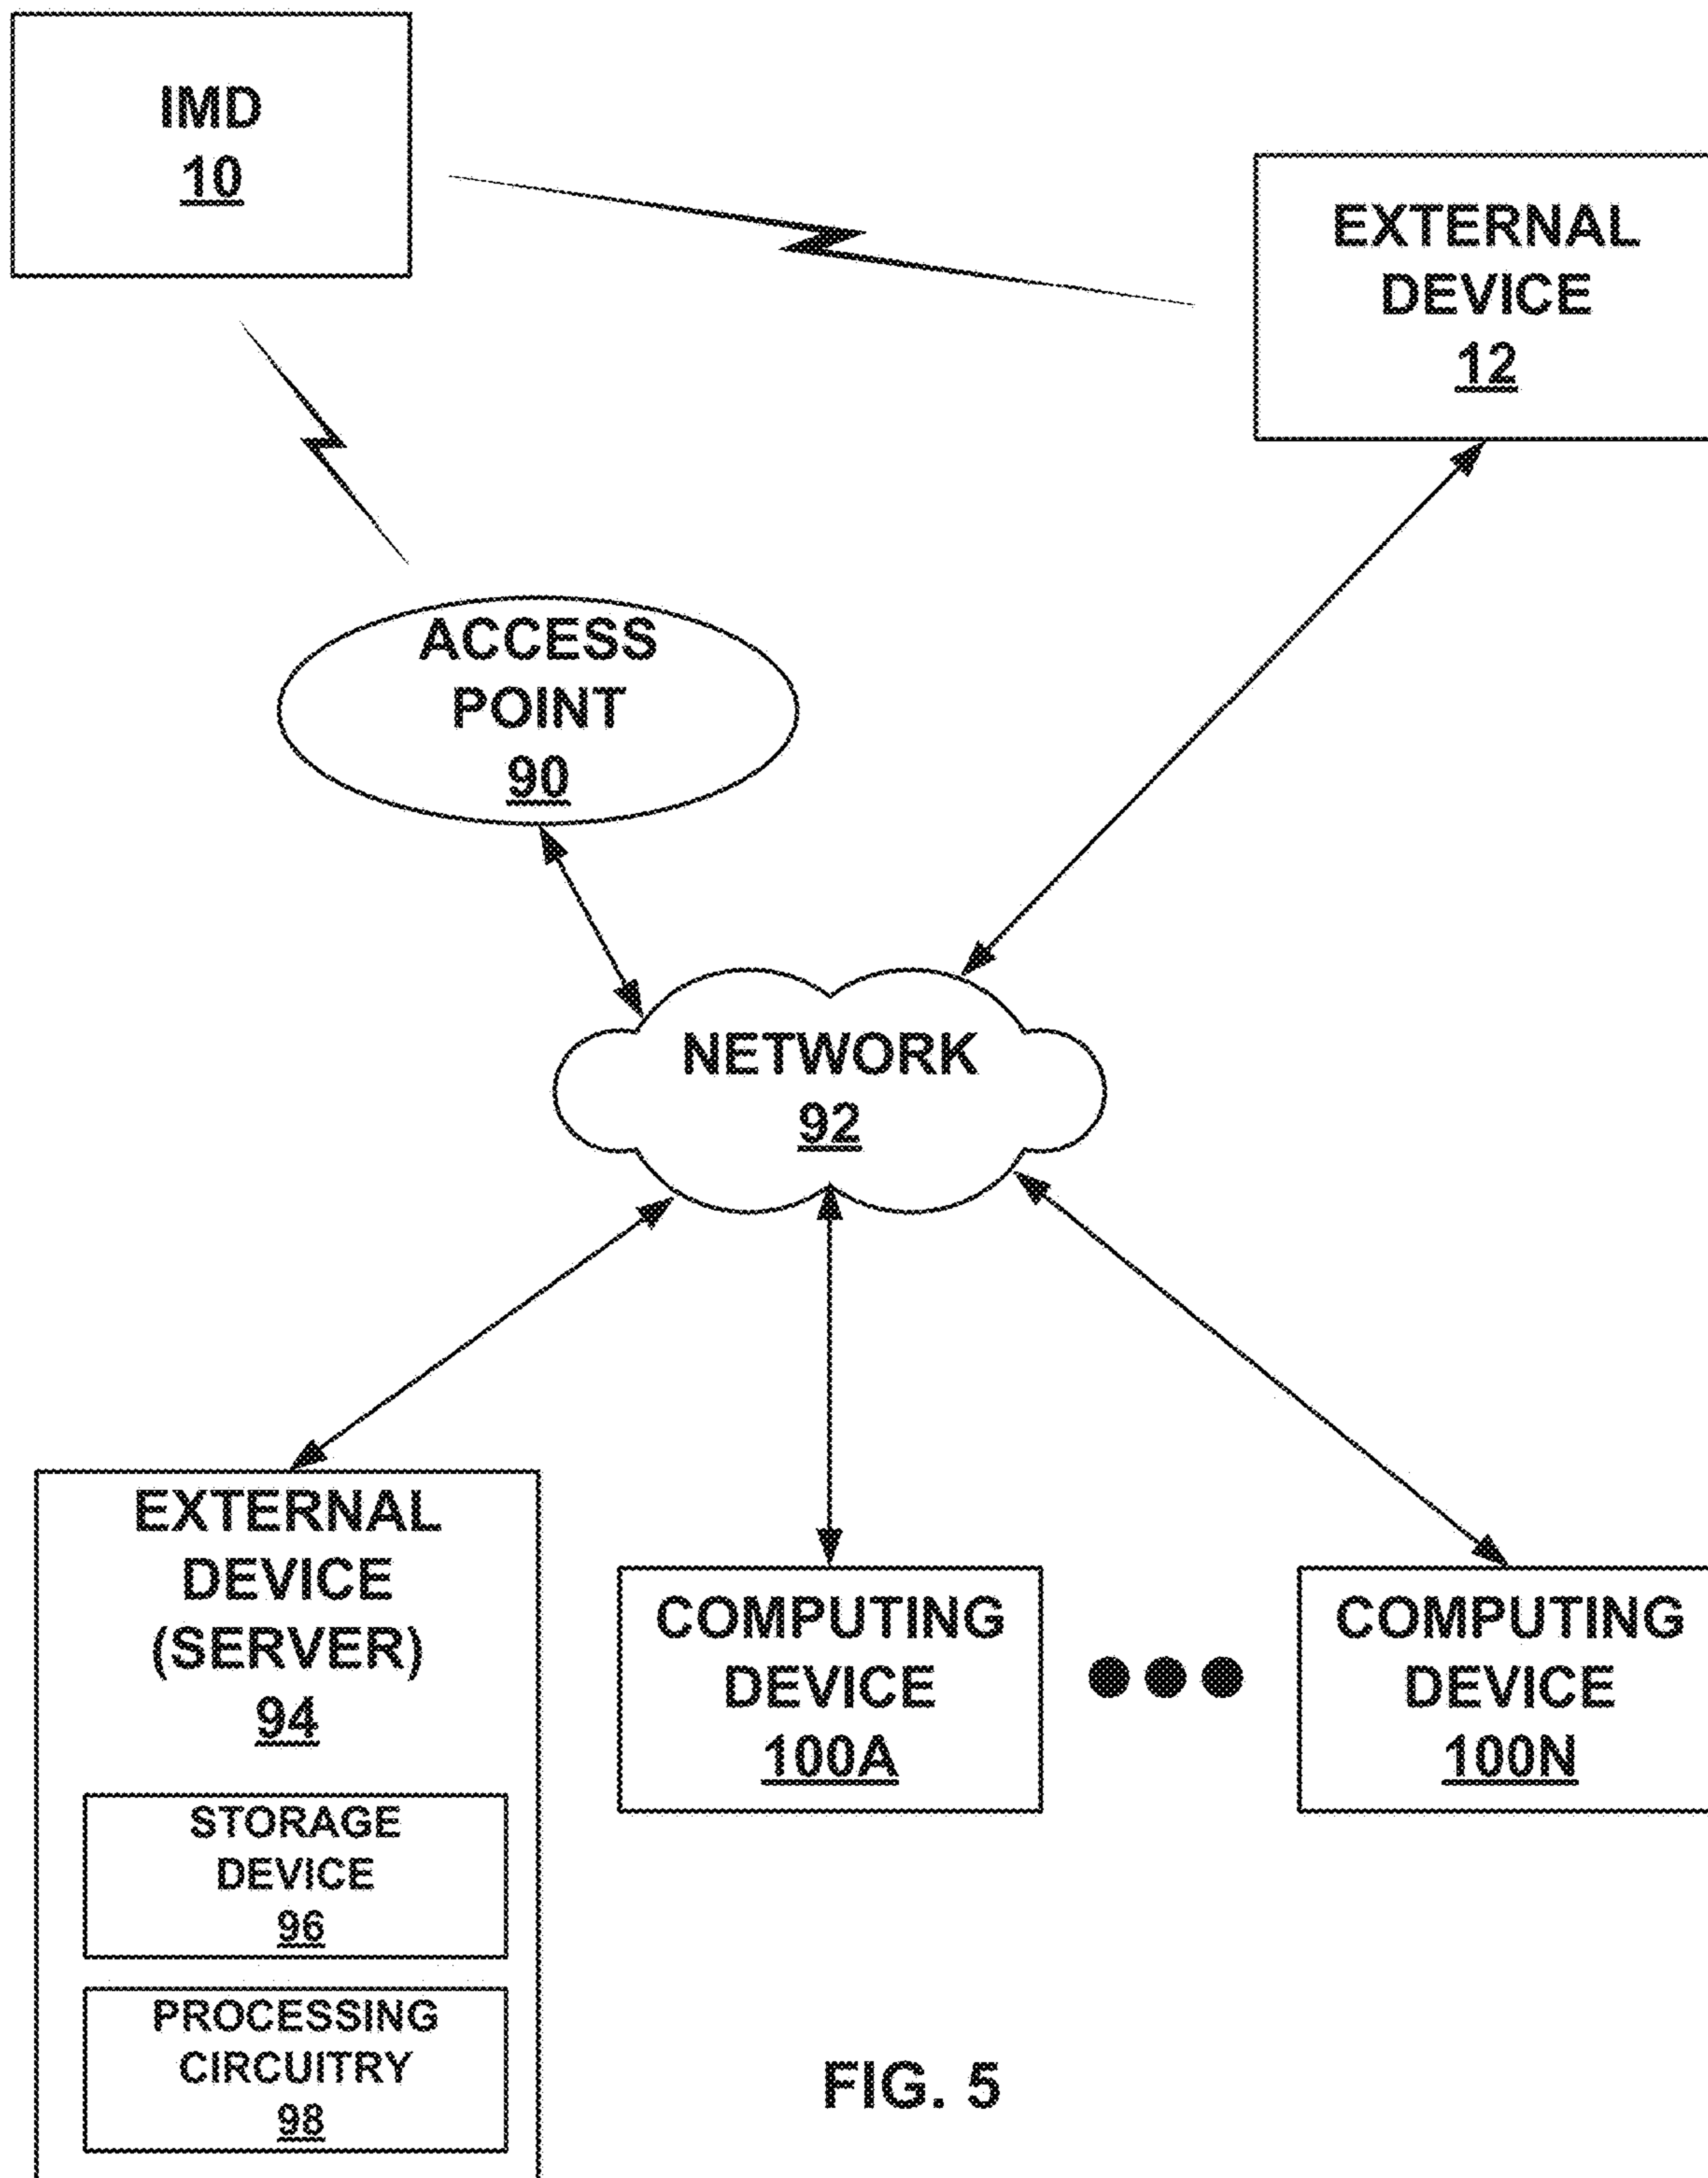 IMD
10
EXTERNAL
DEVICE
12
ACCESS
POINT
90
NETWORK
92
EXTERNAL
DEVICE
(SERVER)
94
STORAGE
DEVICE
96
PROCESSING
CIRCUITRY
98
COMPUTING
DEVICE
100A
COMPUTING
DEVICE
100N
FIG. 5